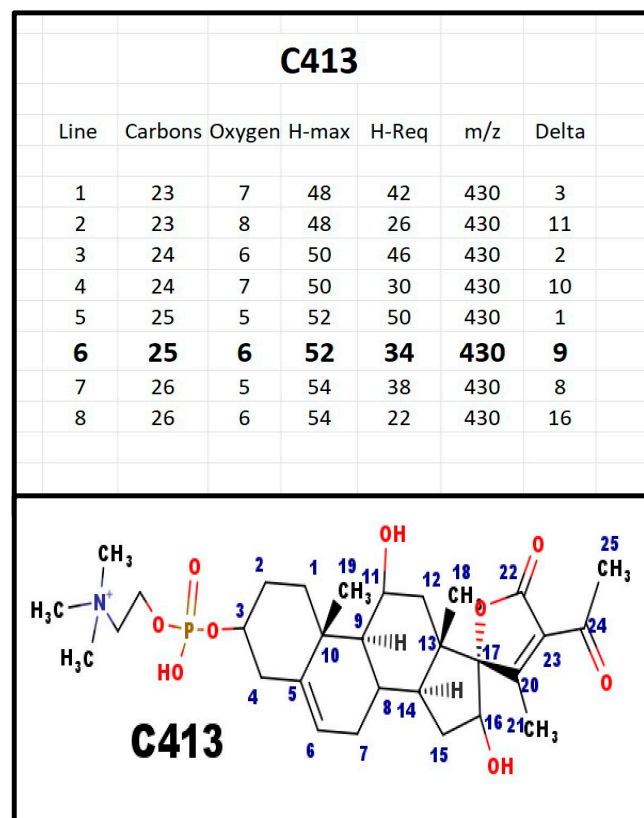 C413
Line Carbons Oxygen H-max H-Req m/z Delta
1 23 7 48 42 430 3
2 23 8 48 26 430 11
3 24 6 50 46 430 2
4 24 7 50 30 430 10
5 25 5 52 50 430 1
6 25 6 52 34 430 9
7 26 5 54 38 430 8
8 26 6 54 22 430 16
OH
O
25
CH₃
O
2
1
19
11
12
18
22
CH₃
CH₃
CH₃
O
24
H₃C
N⁺
O
P
O
3
9
H
13
17
23
O
CH₃
HO
10
20
4
5
8
14
H
16
21
CH₃
6
7
15
OH
C413